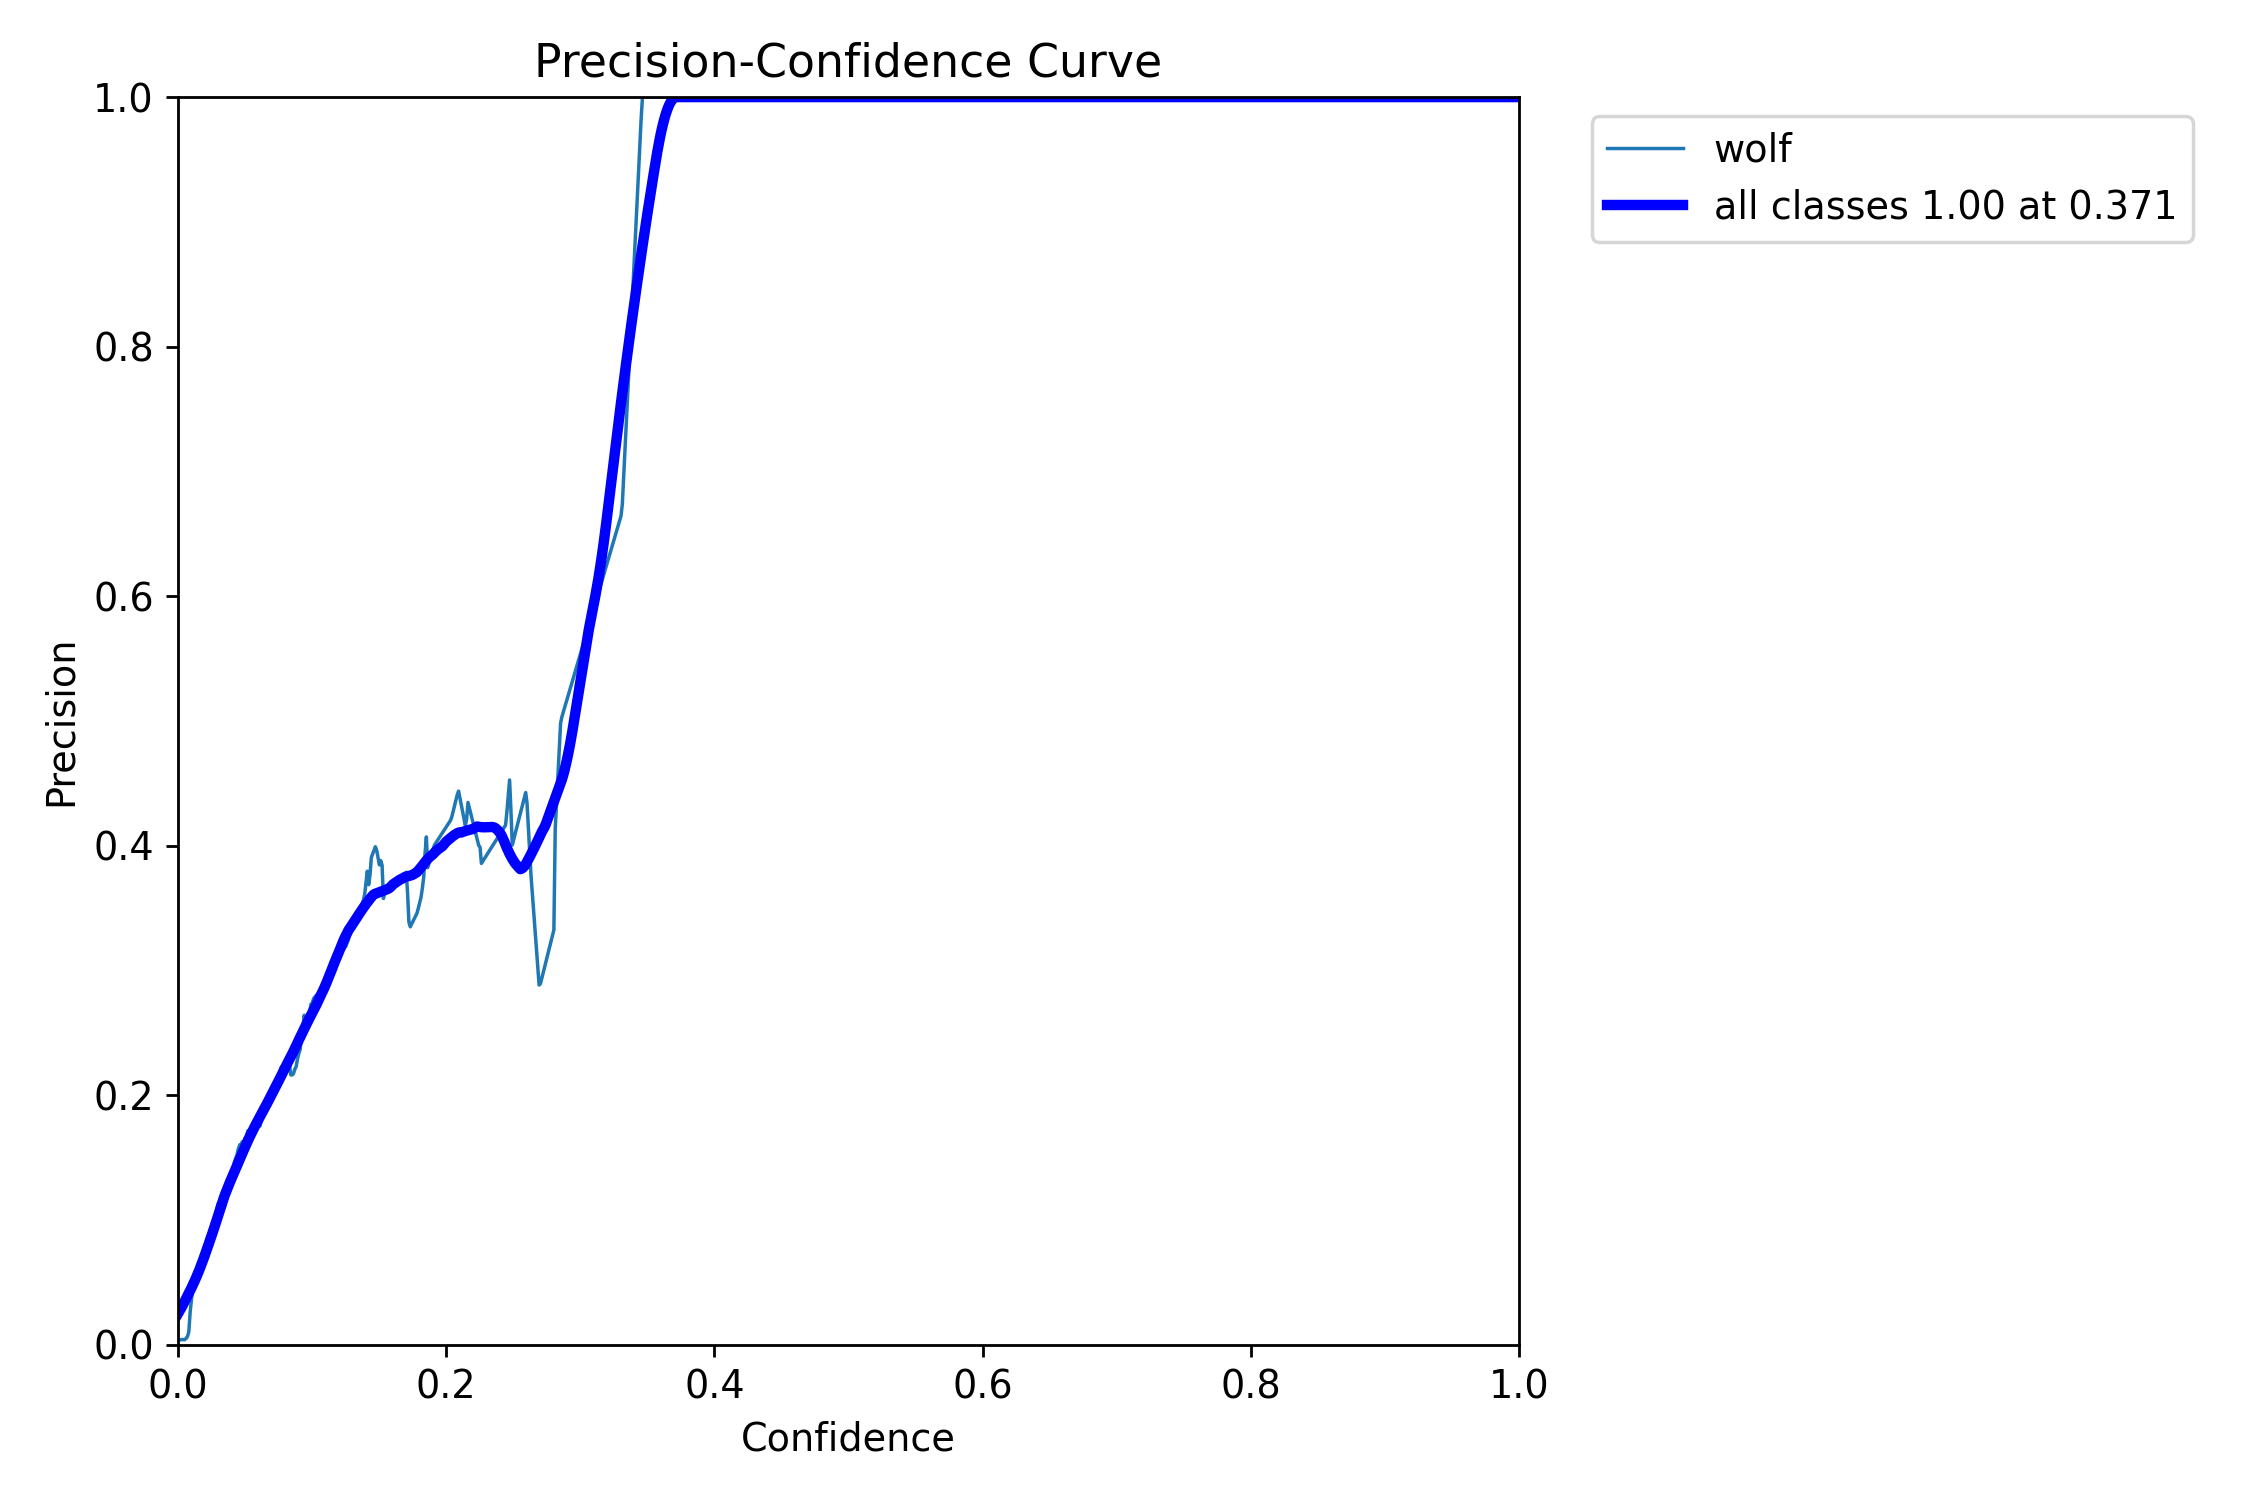 Precision-Confidence Curve
wolf
all classes 1.00 at 0.371
Precision
1.0
0.8
0.6
0.4
0.2
0.0
0.0 0.2 0.4 0.6 0.8 1.0
Confidence